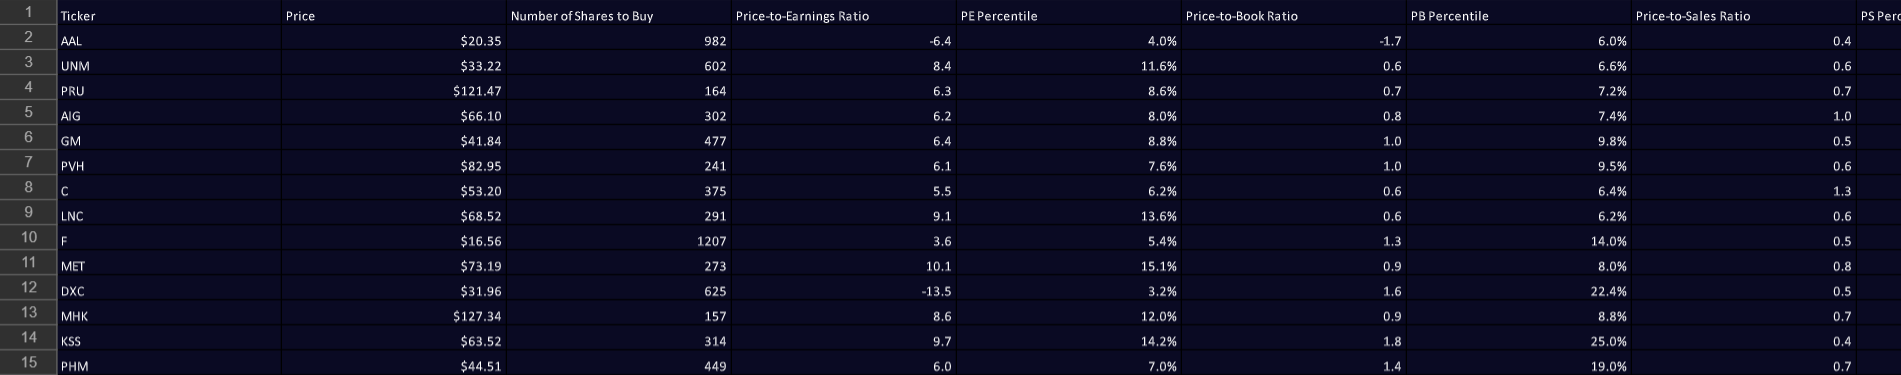 1 Ticker Price Number of Shares to Buy Price-to-Earnings Ratio PE Percentile Price-to-Book Ratio PB Percentile Price-to-Sales Ratio PS Perc
2 AAL $20.35 982 -6.4 4.0% -1.7 6.0% 0.4
3 UNM $33.22 602 8.4 11.6% 0.6 6.6% 0.6
4 PRU $121.47 164 6.3 8.6% 0.7 7.2% 0.7
5 AIG $66.10 302 6.2 8.0% 0.8 7.4% 1.0
6 GM $41.84 477 6.4 8.8% 1.0 9.8% 0.5
7 PVH $82.95 241 6.1 7.6% 1.0 9.5% 0.6
8 C $53.20 375 5.5 6.2% 0.6 6.4% 1.3
9 LNC $68.52 291 9.1 13.6% 0.6 6.2% 0.6
10 F $16.56 1207 3.6 5.4% 1.3 14.0% 0.5
11 MET $73.19 273 10.1 15.1% 0.9 8.0% 0.8
12 DXC $31.96 625 -13.5 3.2% 1.6 22.4% 0.5
13 MHK $127.34 157 8.6 12.0% 0.9 8.8% 0.7
14 KSS $63.52 314 9.7 14.2% 1.8 25.0% 0.4
15 PHM $44.51 449 6.0 7.0% 1.4 19.0% 0.7